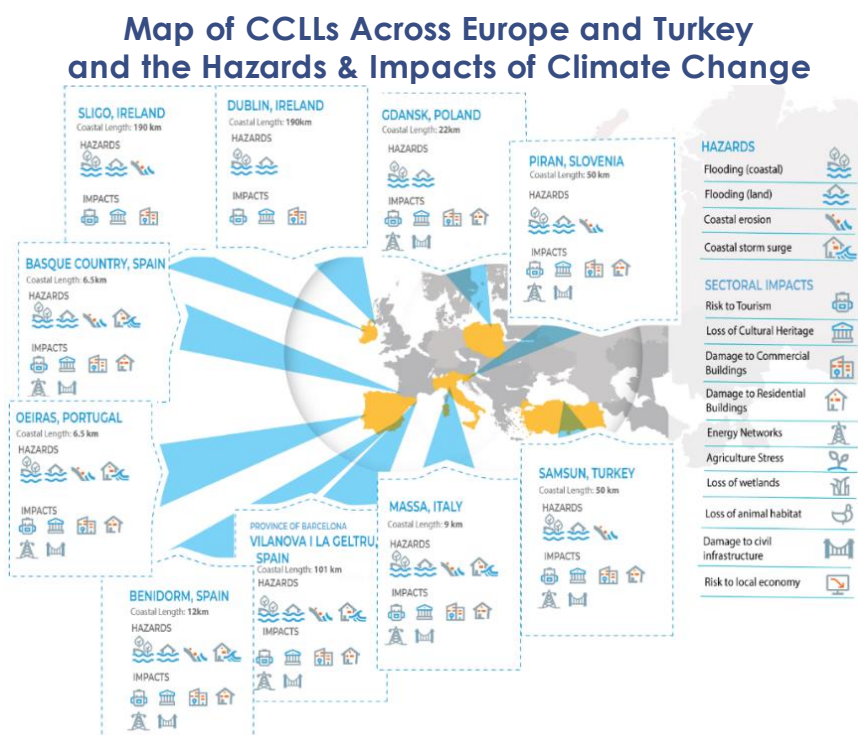 Map of CCLLs Across Europe and Turkey
and the Hazards & Impacts of Climate Change
SLIGO, IRELAND
Coastal Length: 190 km
HAZARDS
IMPACTS
DUBLIN, IRELAND
Coastal Length: 190km
HAZARDS
IMPACTS
GDANSK, POLAND
Coastal Length: 22km
HAZARDS
IMPACTS
PIRAN, SLOVENIA
Coastal Length: 50 km
HAZARDS
IMPACTS
BASQUE COUNTRY, SPAIN
Coastal Length: 6.5km
HAZARDS
IMPACTS
OEIRAS, PORTUGAL
Coastal Length: 6.5 km
HAZARDS
IMPACTS
BENIDORM, SPAIN
Coastal Length: 12km
HAZARDS
IMPACTS
PROVINCE OF BARCELONA
VILANOVA I LA GELTRU,
SPAIN
Coastal Length: 101 km
HAZARDS
IMPACTS
MASSA, ITALY
Coastal Length: 9 km
HAZARDS
IMPACTS
SAMSUN, TURKEY
Coastal Length: 50 km
HAZARDS
IMPACTS
HAZARDS
Flooding (coastal)
Flooding (land)
Coastal erosion
Coastal storm surge
SECTORAL IMPACTS
Risk to Tourism
Loss of Cultural Heritage
Damage to Commercial
Buildings
Damage to Residential
Buildings
Energy Networks
Agriculture Stress
Loss of wetlands
Loss of animal habitat
Damage to civil
infrastructure
Risk to local economy